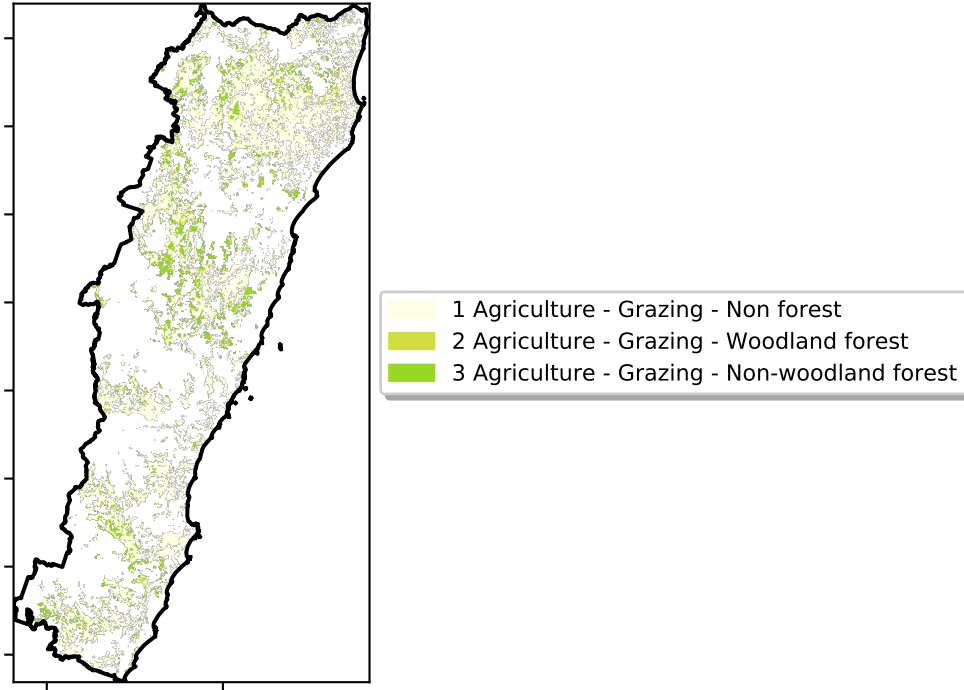 1 Agriculture - Grazing - Non forest
2 Agriculture - Grazing - Woodland forest
3 Agriculture - Grazing - Non-woodland forest